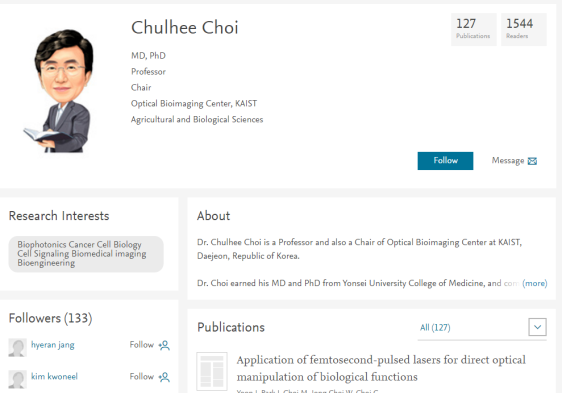 Chulhee Choi
127
Publications
1544
Readers
MD, PhD
Professor
Chair
Optical Bioimaging Center, KAIST
Agricultural and Biological Sciences
Follow
Message
Research Interests
Biophotonics Cancer Cell Biology
Cell Signaling Biomedical imaging
Bioengineering
About
Dr. Chulhee Choi is a Professor and also a Chair of Optical Bioimaging Center at KAIST,
Daejeon, Republic of Korea.
Dr. Choi earned his MD and PhD from Yonsei University College of Medicine, and (more)
Followers (133)
hyeran jang Follow
kim kwoneel Follow
Publications
All (127)
Application of femtosecond-pulsed lasers for direct optical
manipulation of biological functions